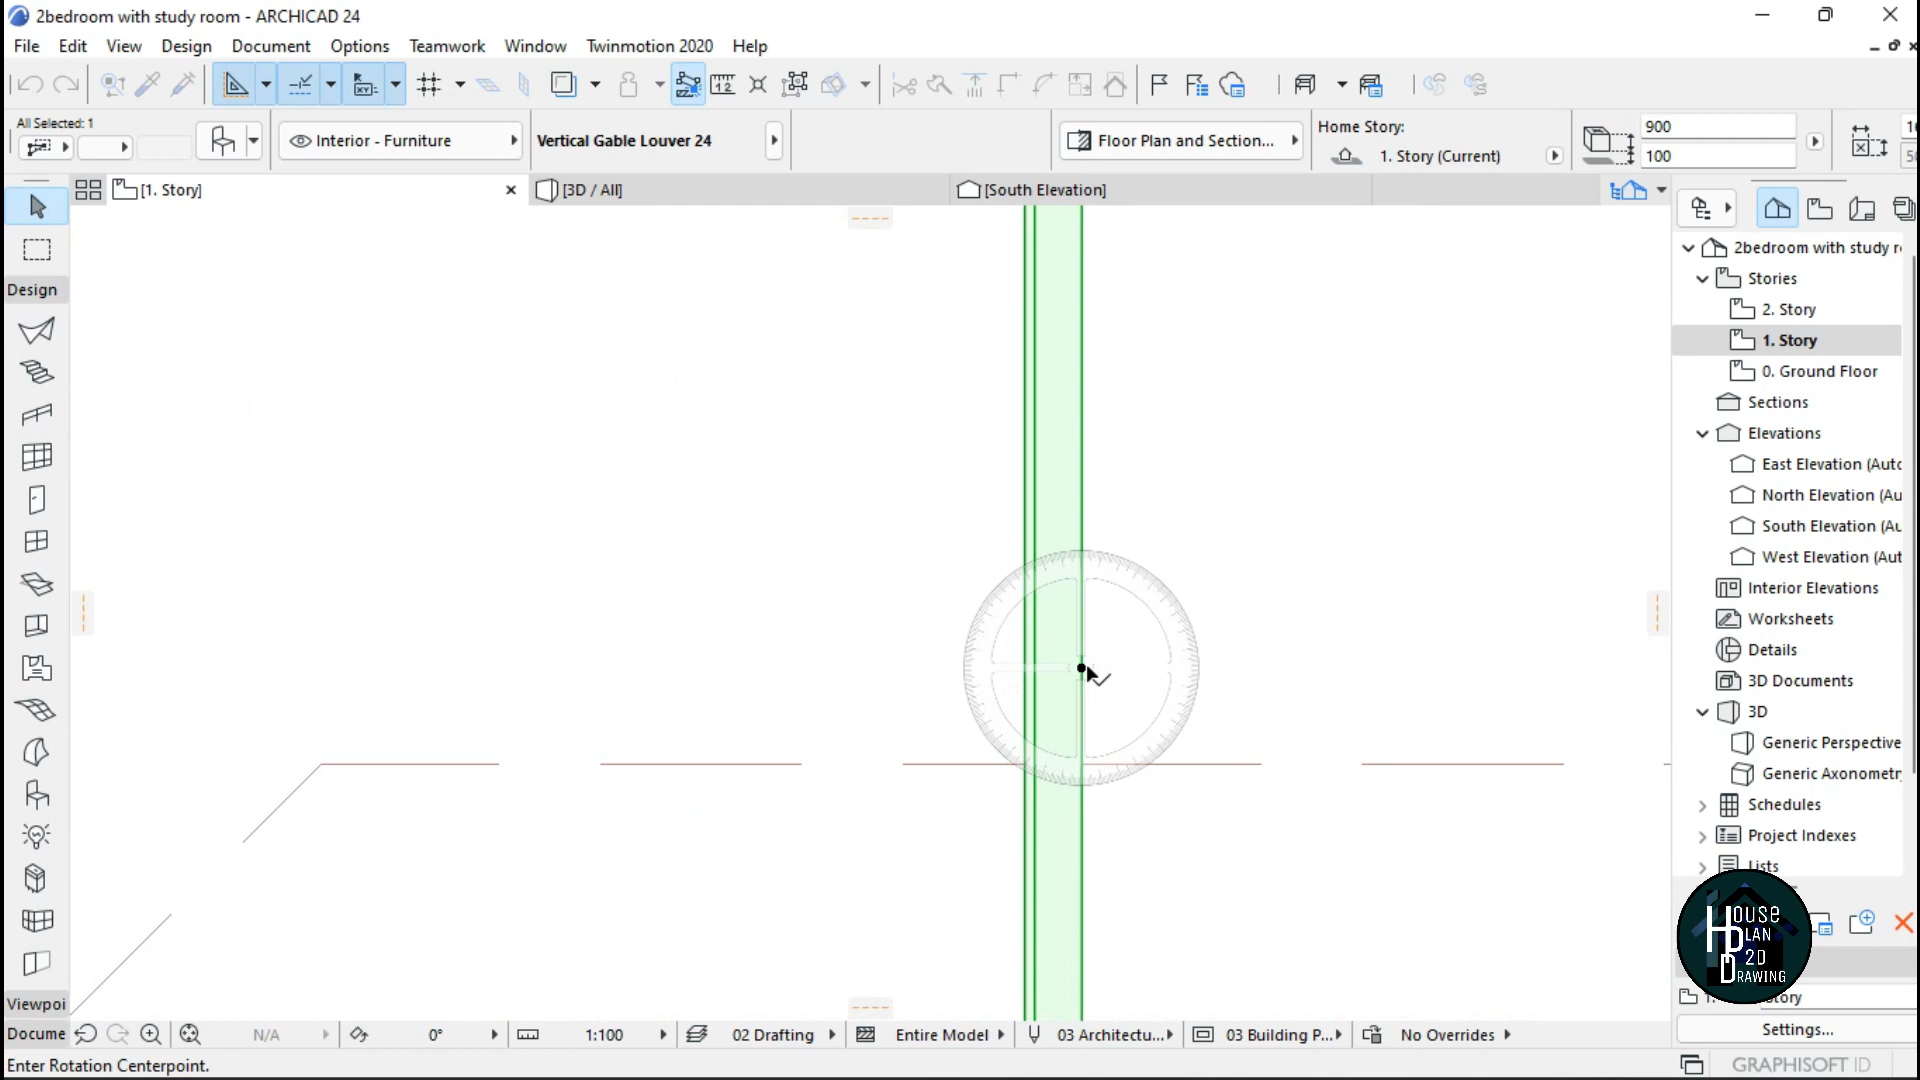 2bedroom with study room - ARCHICAD 24
File Edit View Design Document Options Teamwork Window Twinmotion 2020 Help
All Selected: 1
Interior - Furniture
Vertical Gable Louver 24
Floor Plan and Section...
Home Story:
1. Story (Current)
900
100
[1. Story]
[3D / All]
[South Elevation]
Design
Viewpoi
Docume
2bedroom with study r
Stories
2. Story
1. Story
0. Ground Floor
Sections
Elevations
East Elevation (Auto
North Elevation (Au
South Elevation (Au
West Elevation (Aut
Interior Elevations
Worksheets
Details
3D Documents
3D
Generic Perspective
Generic Axonometr
Schedules
Project Indexes
Lists
House
Plan
2D
Drawing
Settings...
N/A
0°
1:100
02 Drafting
Entire Model
03 Architectu...
03 Building P...
No Overrides
Enter Rotation Centerpoint.
GRAPHISOFT ID